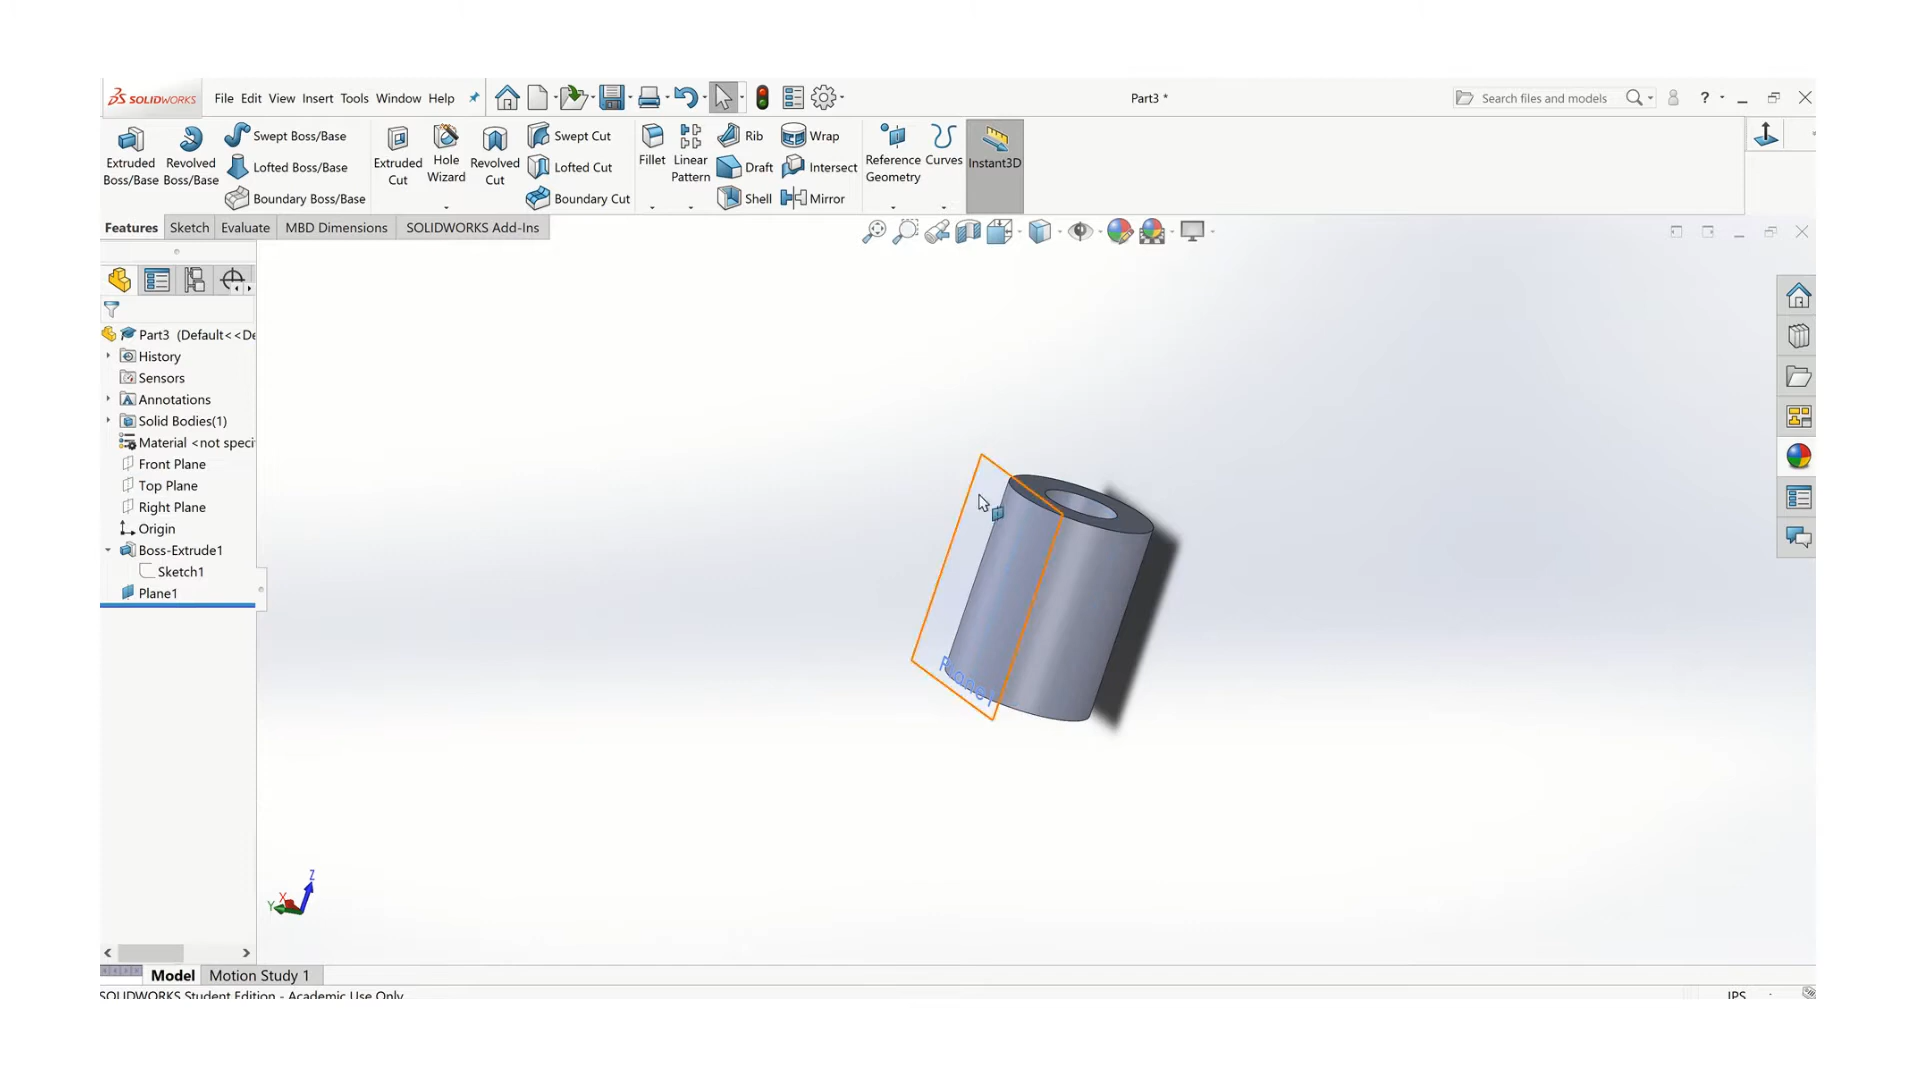 SOLIDWORKS File Edit View Insert Tools Window Help Part3 * Search files and models ?
Extruded Boss/Base
Revolved Boss/Base
Swept Boss/Base
Lofted Boss/Base
Boundary Boss/Base
Extruded Cut
Hole Wizard
Revolved Cut
Swept Cut
Lofted Cut
Boundary Cut
Fillet
Linear Pattern
Rib
Draft
Shell
Wrap
Intersect
Mirror
Reference Geometry
Curves
Instant3D
Features Sketch Evaluate MBD Dimensions SOLIDWORKS Add-Ins
Part3 (Default<<De
History
Sensors
Annotations
Solid Bodies(1)
Material <not speci
Front Plane
Top Plane
Right Plane
Origin
Boss-Extrude1
Sketch1
Plane1
Plane1
Z
X
Y
Model Motion Study 1
SOLIDWORKS Student Edition - Academic Use Only IPS -